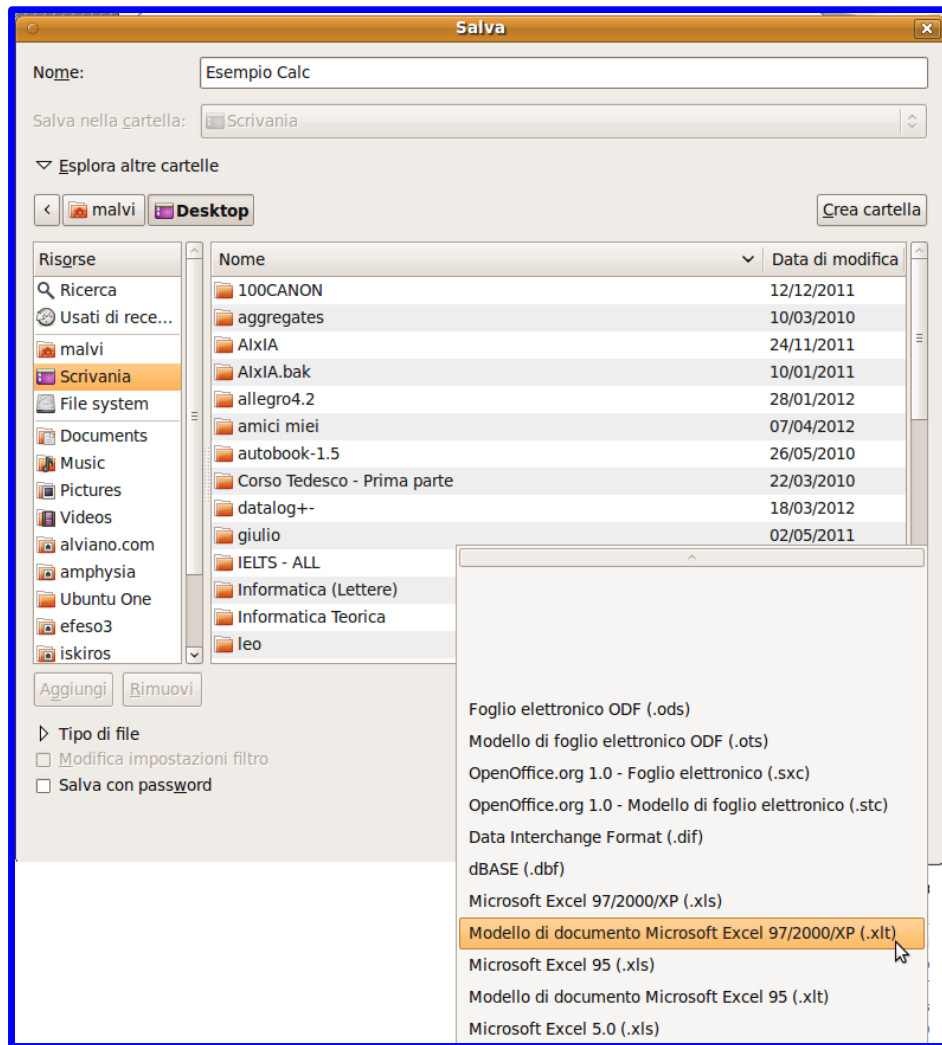 Salva
Nome: Esempio Calc
Salva nella cartella: Scrivania
Esplora altre cartelle
malvi Desktop Crea cartella
Risorse
Ricerca
Usati di rece...
malvi
Scrivania
File system
Documents
Music
Pictures
Videos
alviano.com
amphysia
Ubuntu One
efeso3
iskiros
Nome Data di modifica
100CANON 12/12/2011
aggregates 10/03/2010
AIxIA 24/11/2011
AIxIA.bak 10/01/2011
allegro4.2 28/01/2012
amici miei 07/04/2012
autobook-1.5 26/05/2010
Corso Tedesco - Prima parte 22/03/2010
datalog+- 18/03/2012
giulio 02/05/2011
IELTS - ALL
Informatica (Lettere)
Informatica Teorica
leo
Aggiungi Rimuovi
Tipo di file
Modifica impostazioni filtro
Salva con password
Foglio elettronico ODF (.ods)
Modello di foglio elettronico ODF (.ots)
OpenOffice.org 1.0 - Foglio elettronico (.sxc)
OpenOffice.org 1.0 - Modello di foglio elettronico (.stc)
Data Interchange Format (.dif)
dBASE (.dbf)
Microsoft Excel 97/2000/XP (.xls)
Modello di documento Microsoft Excel 97/2000/XP (.xlt)
Microsoft Excel 95 (.xls)
Modello di documento Microsoft Excel 95 (.xlt)
Microsoft Excel 5.0 (.xls)